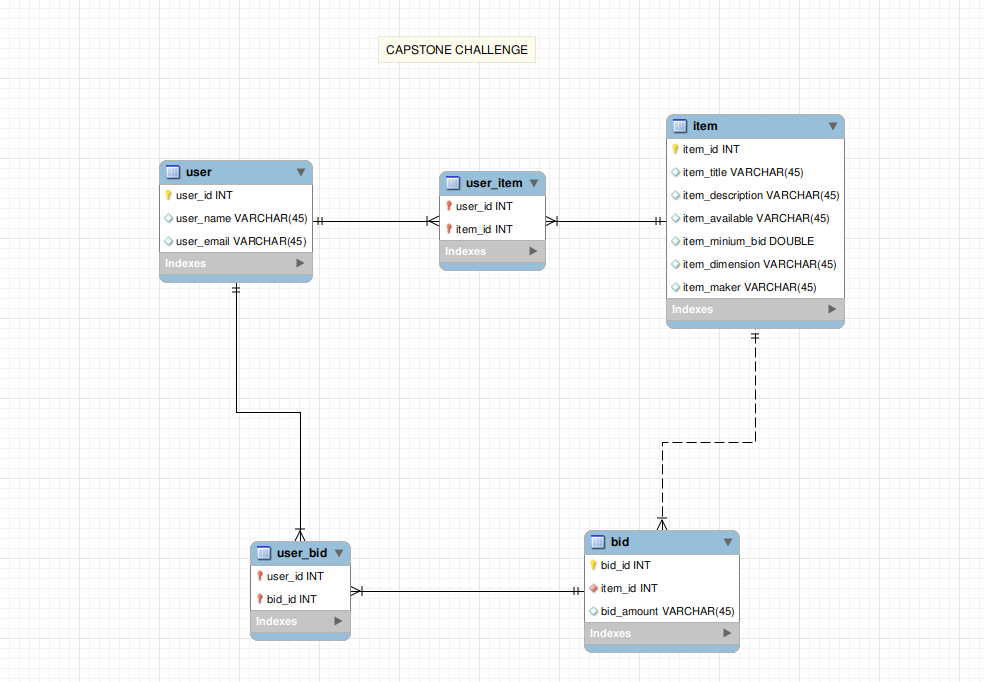 CAPSTONE CHALLENGE
user
user_id INT
user_name VARCHAR(45)
user_email VARCHAR(45)
Indexes
user_item
user_id INT
item_id INT
Indexes
item
item_id INT
item_title VARCHAR(45)
item_description VARCHAR(45)
item_available VARCHAR(45)
item_minium_bid DOUBLE
item_dimension VARCHAR(45)
item_maker VARCHAR(45)
Indexes
user_bid
user_id INT
bid_id INT
Indexes
bid
bid_id INT
item_id INT
bid_amount VARCHAR(45)
Indexes